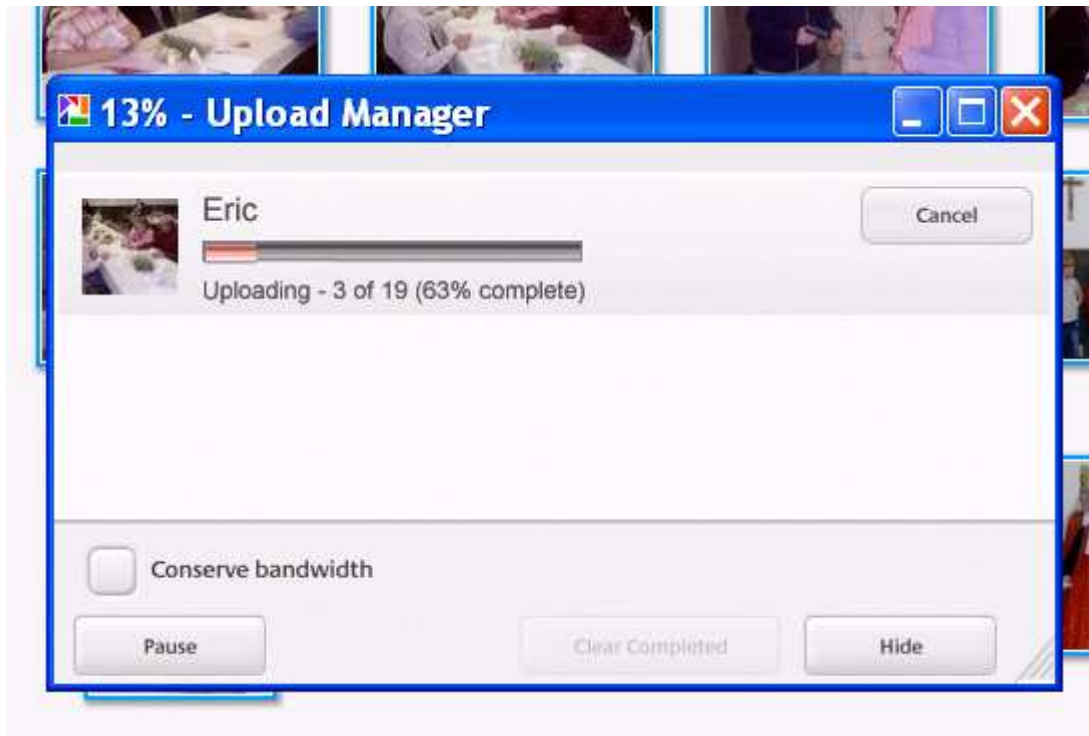 13% - Upload Manager
Eric
Cancel
Uploading - 3 of 19 (63% complete)
Conserve bandwidth
Pause
Clear Completed
Hide